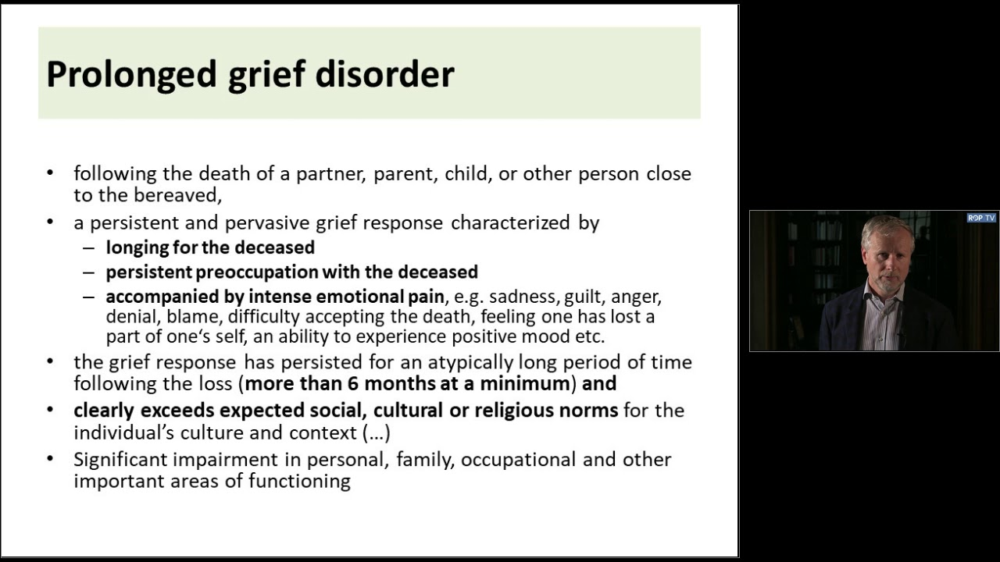 Prolonged grief disorder
• following the death of a partner, parent, child, or other person close
to the bereaved,
• a persistent and pervasive grief response characterized by
– longing for the deceased
– persistent preoccupation with the deceased
– accompanied by intense emotional pain, e.g. sadness, guilt, anger,
denial, blame, difficulty accepting the death, feeling one has lost a
part of one‘s self, an ability to experience positive mood etc.
• the grief response has persisted for an atypically long period of time
following the loss (more than 6 months at a minimum) and
• clearly exceeds expected social, cultural or religious norms for the
individual’s culture and context (…)
• Significant impairment in personal, family, occupational and other
important areas of functioning
ROP TV